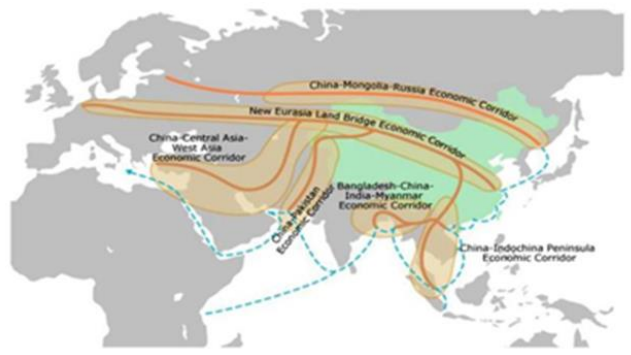 China-Mongolia-Russia Economic Corridor
New Eurasia Land Bridge Economic Corridor
China-Central Asia-
West Asia
Economic Corridor
China-Pakistan
Economic Corridor
Bangladesh-China-
India-Myanmar
Economic Corridor
China-Indochina Peninsula
Economic Corridor